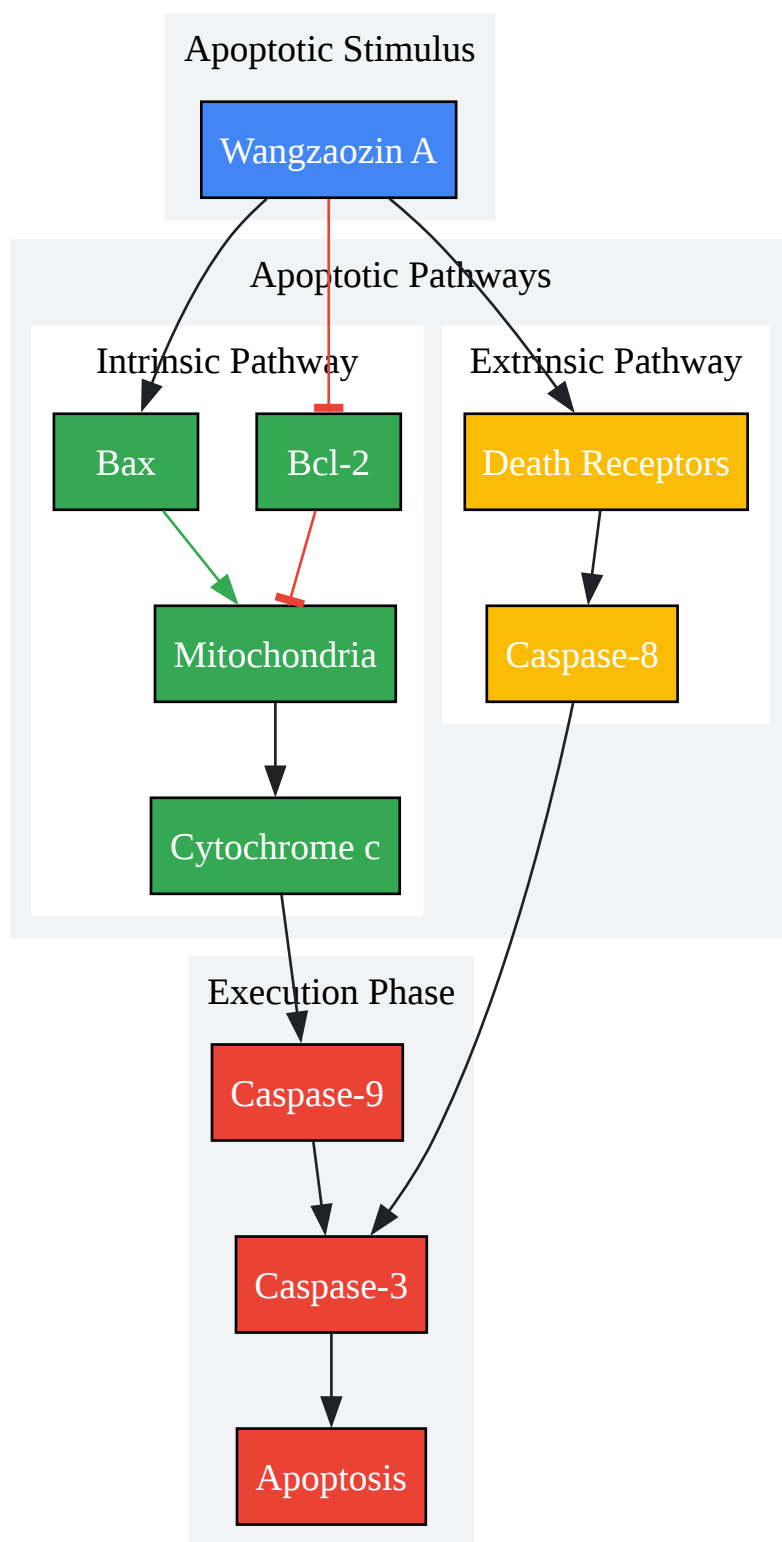 Apoptotic Stimulus
Wangzaozin A
Apoptotic Pathways
Intrinsic Pathway
Extrinsic Pathway
Bax
Bcl-2
Death Receptors
Mitochondria
Caspase-8
Cytochrome c
Execution Phase
Caspase-9
Caspase-3
Apoptosis